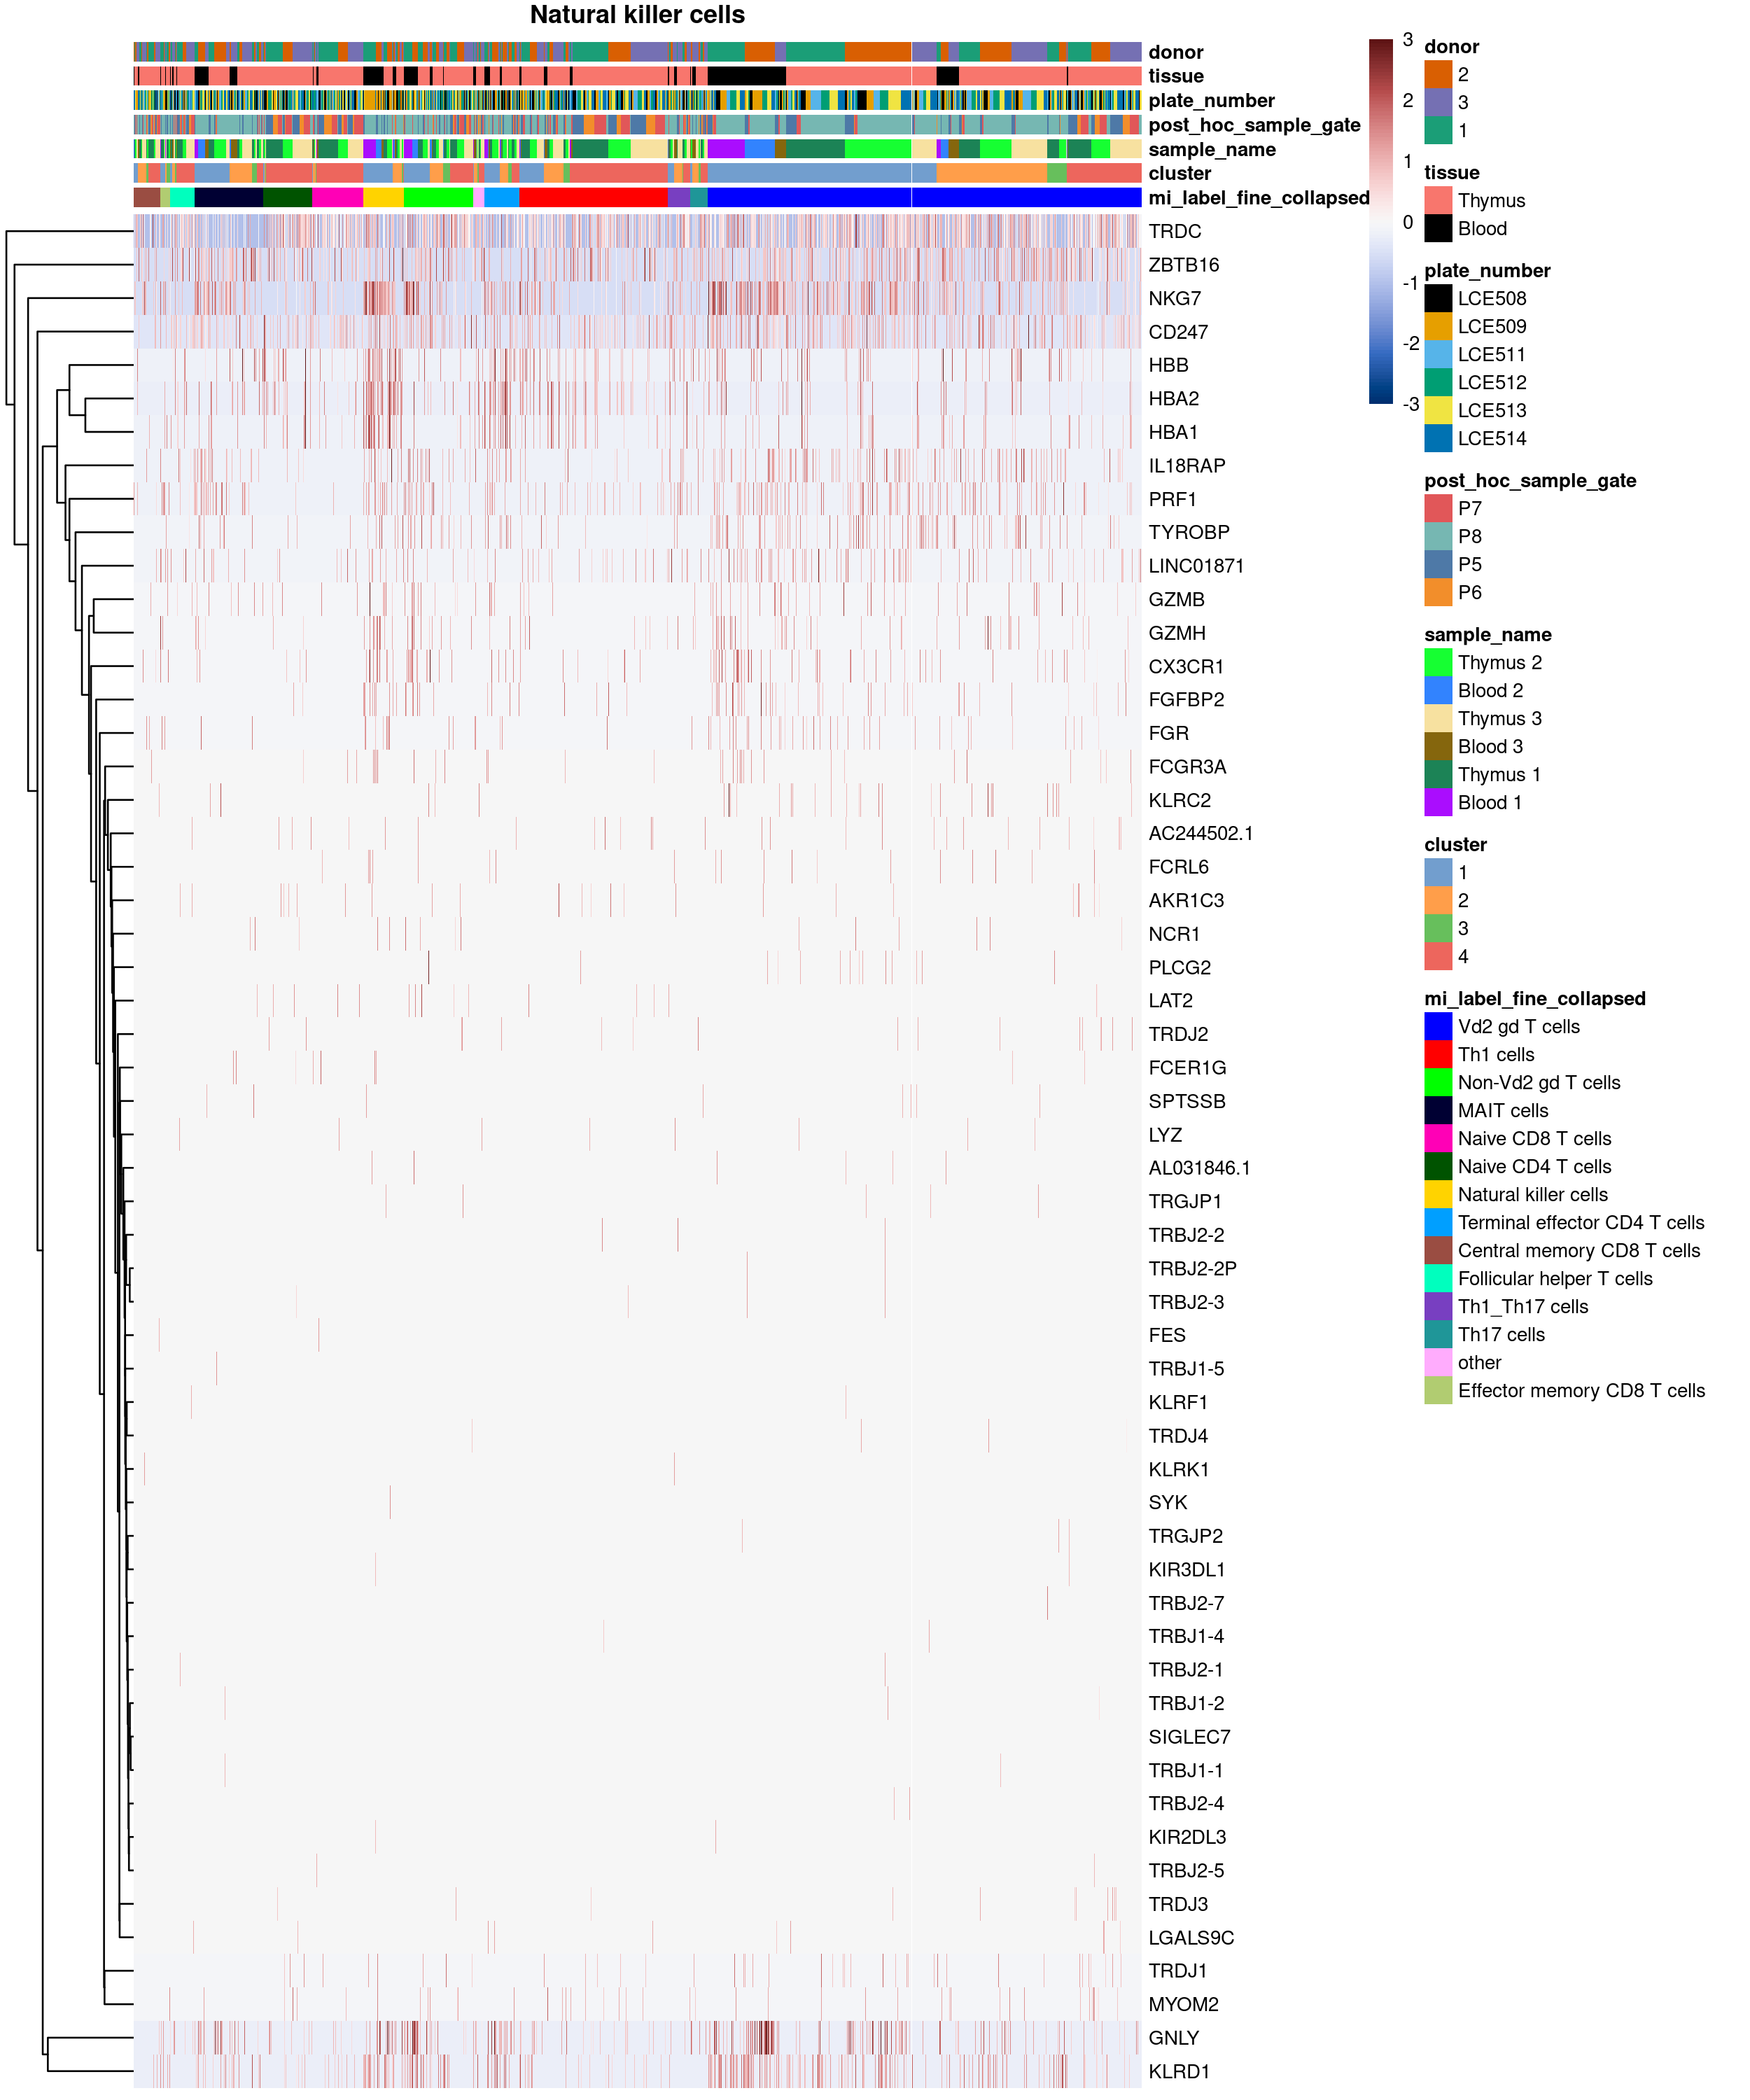 Natural killer cells
donor
tissue
plate_number
post_hoc_sample_gate
sample_name
cluster
mi_label_fine_collapsed
TRDC
ZBTB16
NKG7
CD247
HBB
HBA2
HBA1
IL18RAP
PRF1
TYROBP
LINC01871
GZMB
GZMH
CX3CR1
FGFBP2
FGR
FCGR3A
KLRC2
AC244502.1
FCRL6
AKR1C3
NCR1
PLCG2
LAT2
TRDJ2
FCER1G
SPTSSB
LYZ
AL031846.1
TRGJP1
TRBJ2-2
TRBJ2-2P
TRBJ2-3
FES
TRBJ1-5
KLRF1
TRDJ4
KLRK1
SYK
TRGJP2
KIR3DL1
TRBJ2-7
TRBJ1-4
TRBJ2-1
TRBJ1-2
SIGLEC7
TRBJ1-1
TRBJ2-4
KIR2DL3
TRBJ2-5
TRDJ3
LGALS9C
TRDJ1
MYOM2
GNLY
KLRD1
3
2
1
0
-1
-2
-3
donor
2
3
1
tissue
Thymus
Blood
plate_number
LCE508
LCE509
LCE511
LCE512
LCE513
LCE514
post_hoc_sample_gate
P7
P8
P5
P6
sample_name
Thymus 2
Blood 2
Thymus 3
Blood 3
Thymus 1
Blood 1
cluster
1
2
3
4
mi_label_fine_collapsed
Vd2 gd T cells
Th1 cells
Non-Vd2 gd T cells
MAIT cells
Naive CD8 T cells
Naive CD4 T cells
Natural killer cells
Terminal effector CD4 T cells
Central memory CD8 T cells
Follicular helper T cells
Th1_Th17 cells
Th17 cells
other
Effector memory CD8 T cells